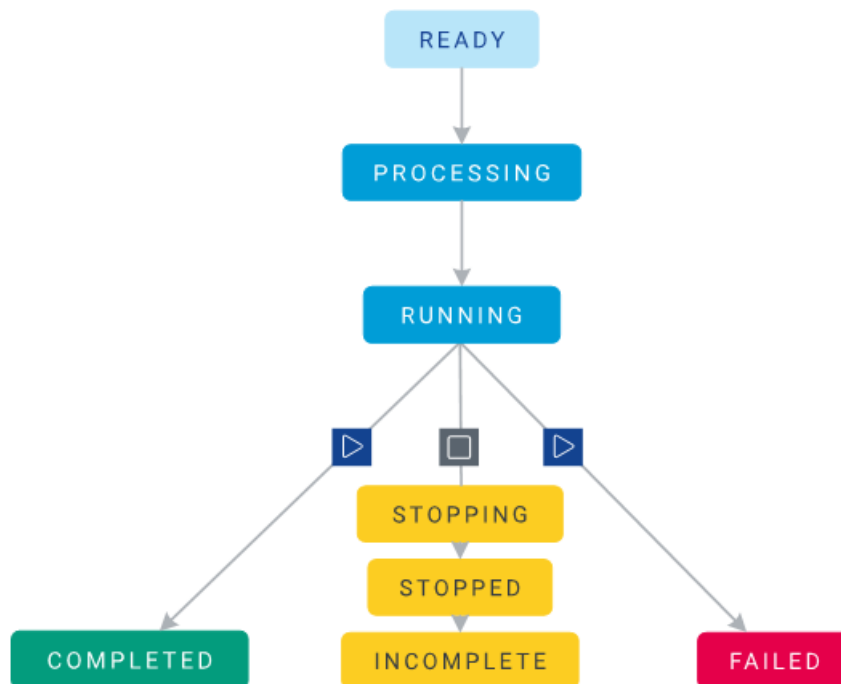 READY
PROCESSING
RUNNING
STOPPING
STOPPED
COMPLETED
INCOMPLETE
FAILED